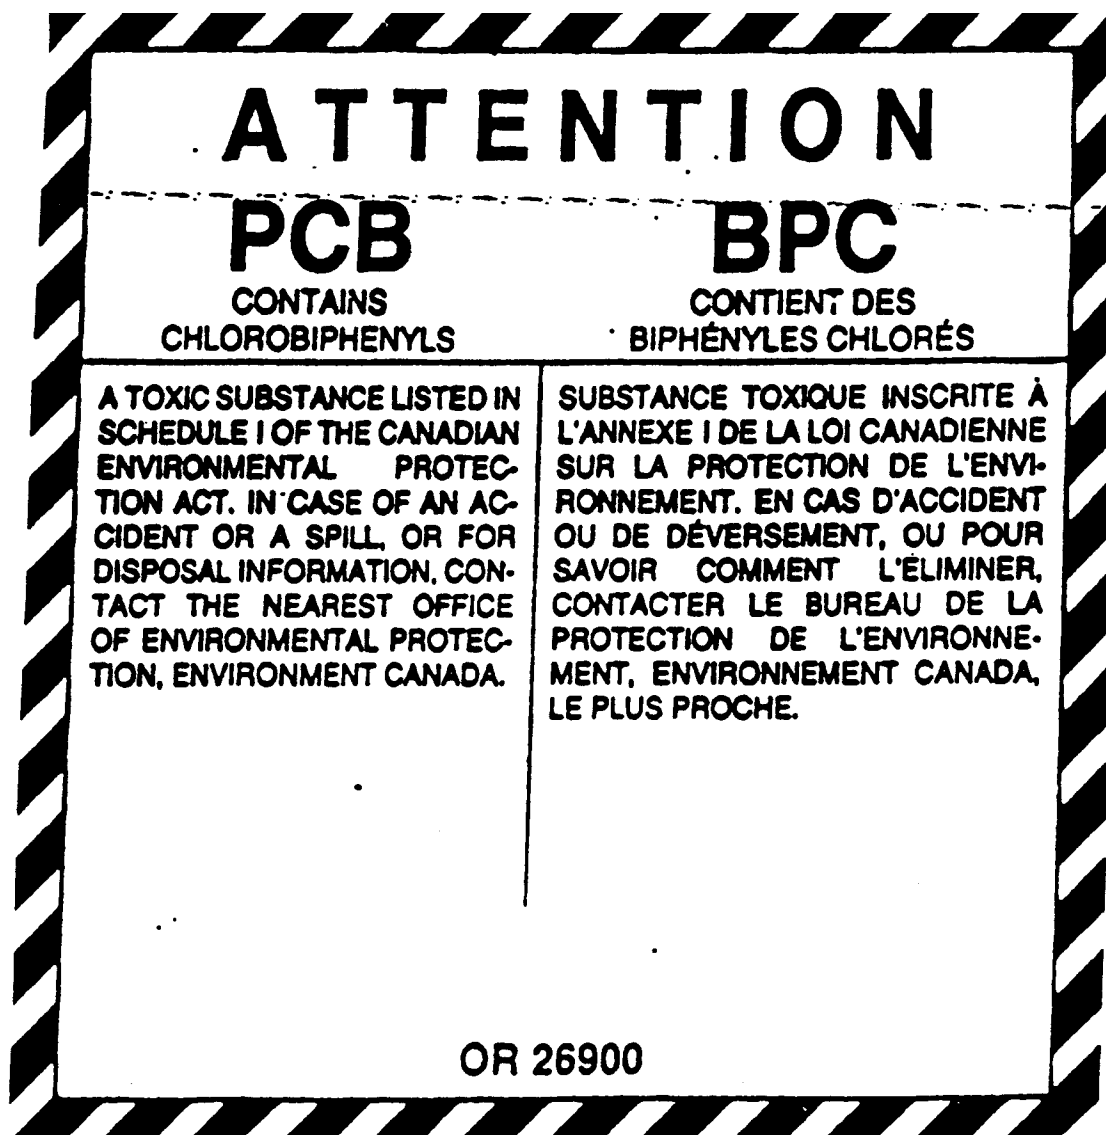 ATTENTION
PCB
CONTAINS
CHLOROBIPHENYLS
A TOXIC SUBSTANCE LISTED IN
SCHEDULE I OF THE CANADIAN
ENVIRONMENTAL PROTEC-
TION ACT. IN CASE OF AN AC-
CIDENT OR A SPILL, OR FOR
DISPOSAL INFORMATION, CON-
TACT THE NEAREST OFFICE
OF ENVIRONMENTAL PROTEC-
TION, ENVIRONMENT CANADA.
BPC
CONTIENT DES
BIPHÉNYLES CHLORÉS
SUBSTANCE TOXIQUE INSCRITE À
L'ANNEXE I DE LA LOI CANADIENNE
SUR LA PROTECTION DE L'ENVI-
RONNEMENT. EN CAS D'ACCIDENT
OU DE DÉVERSEMENT, OU POUR
SAVOIR COMMENT L'ÉLIMINER,
CONTACTER LE BUREAU DE LA
PROTECTION DE L'ENVIRONNE-
MENT, ENVIRONNEMENT CANADA,
LE PLUS PROCHE.
OR 26900